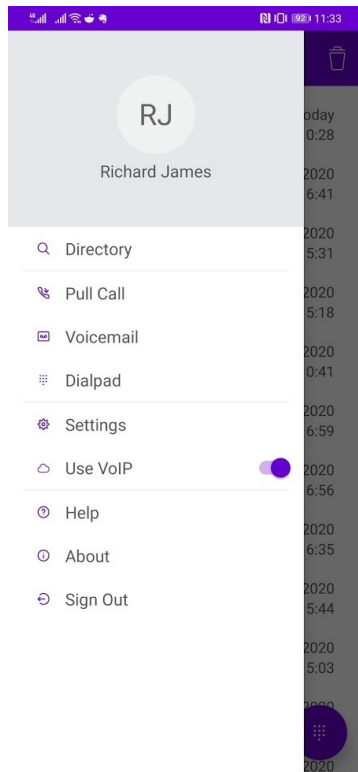 92 11:33
RJ
Richard James
Directory
Pull Call
Voicemail
Dialpad
Settings
Use VoIP
Help
About
Sign Out
oday
0:28
2020
6:41
2020
5:31
2020
5:18
2020
0:41
2020
6:59
2020
6:56
2020
6:35
2020
5:44
2020
5:03
2020
2020